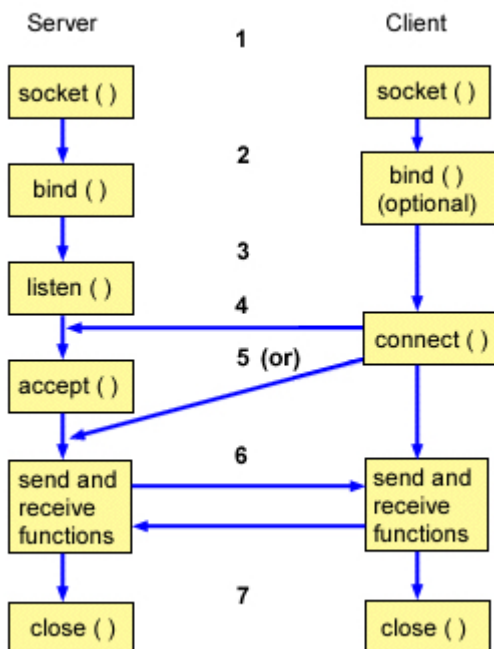 Server
1
Client
socket ( )
socket ( )
2
bind ( )
bind ( )
(optional)
3
listen ( )
4
connect ( )
5 (or)
accept ( )
6
send and
receive
functions
send and
receive
functions
7
close ( )
close ( )